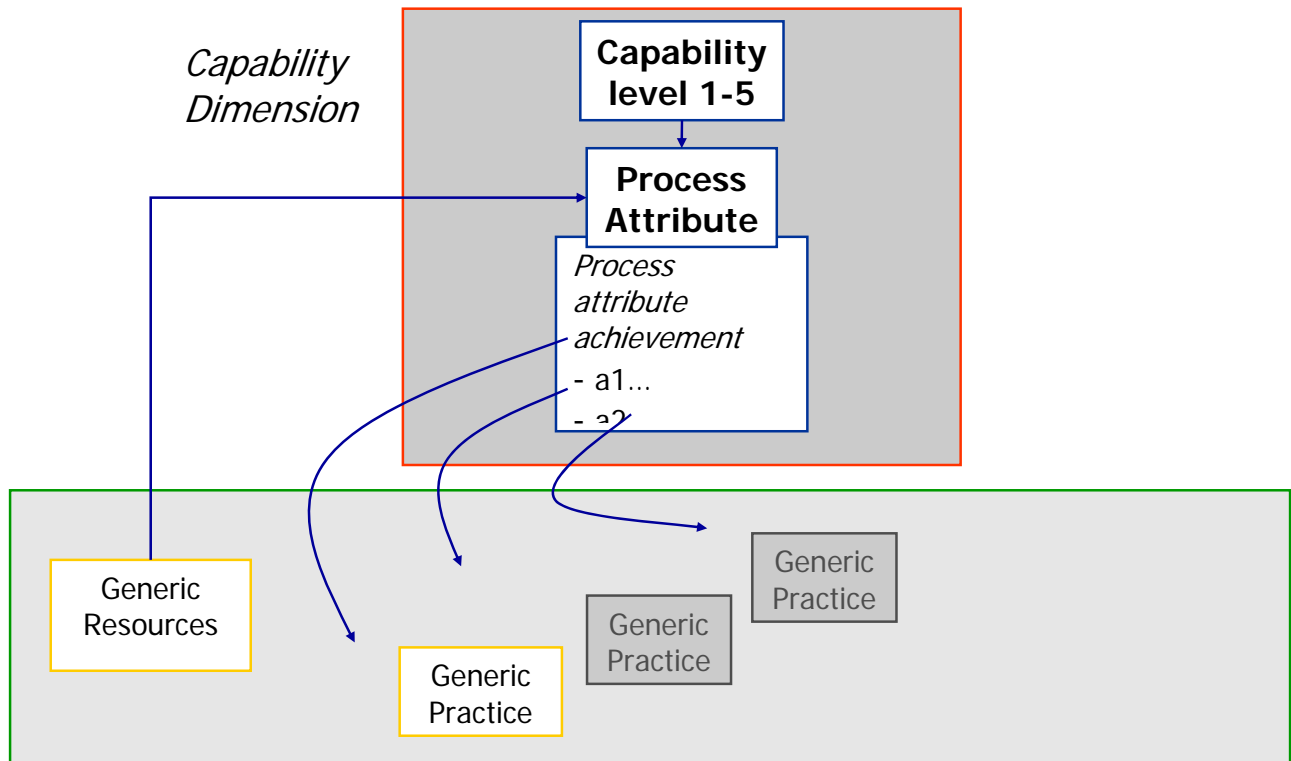 Capability
Dimension
Capability
level 1-5
Process
Attribute
Process
attribute
achievement
- a1...
- a2
Generic
Resources
Generic
Practice
Generic
Practice
Generic
Practice